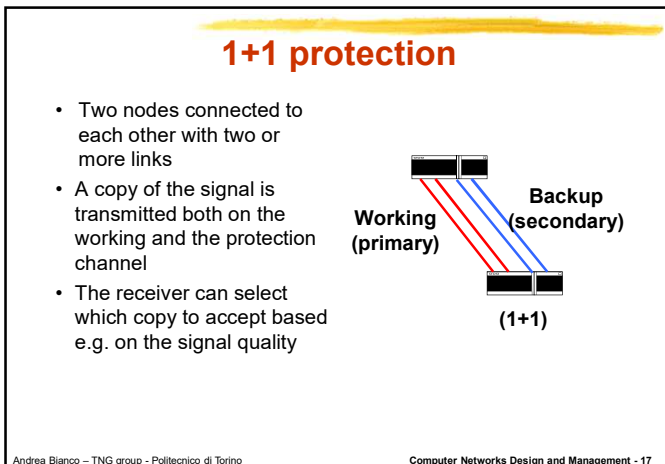 1+1 protection
• Two nodes connected to
each other with two or
more links
• A copy of the signal is
transmitted both on the
working and the protection
channel
• The receiver can select
which copy to accept based
e.g. on the signal quality
Working
(primary)
Backup
(secondary)
(1+1)
Andrea Bianco – TNG group - Politecnico di Torino
Computer Networks Design and Management - 17